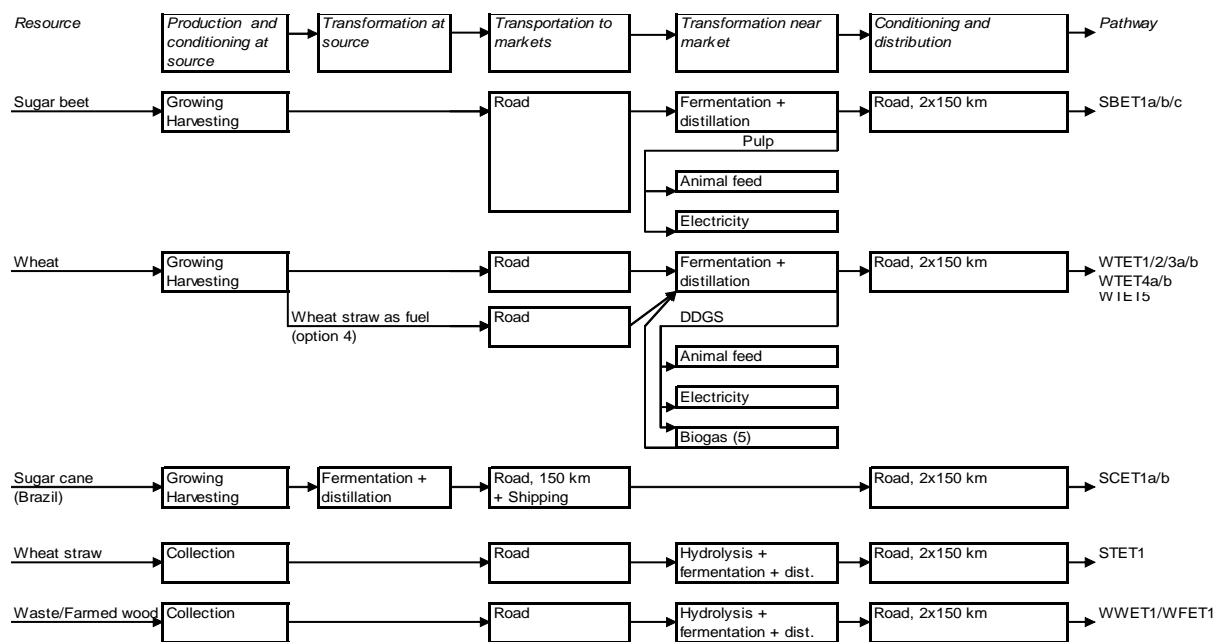 Resource
Production and
conditioning at
source
Transformation at
source
Transportation to
markets
Transformation near
market
Conditioning and
distribution
Pathway
Sugar beet
Growing
Harvesting
Road
Fermentation +
distillation
Road, 2x150 km
SBET1a/b/c
Pulp
Animal feed
Electricity
Wheat
Growing
Harvesting
Road
Fermentation +
distillation
Road, 2x150 km
WTET1/2/3a/b
WTET4a/b
WTET5
Wheat straw as fuel
(option 4)
Road
DDGS
Animal feed
Electricity
Biogas (5)
Sugar cane
(Brazil)
Growing
Harvesting
Fermentation +
distillation
Road, 150 km
+ Shipping
Road, 2x150 km
SCET1a/b
Wheat straw
Collection
Road
Hydrolysis +
fermentation + dist.
Road, 2x150 km
STET1
Waste/Farmed wood
Collection
Road
Hydrolysis +
fermentation + dist.
Road, 2x150 km
WWET1/WFET1